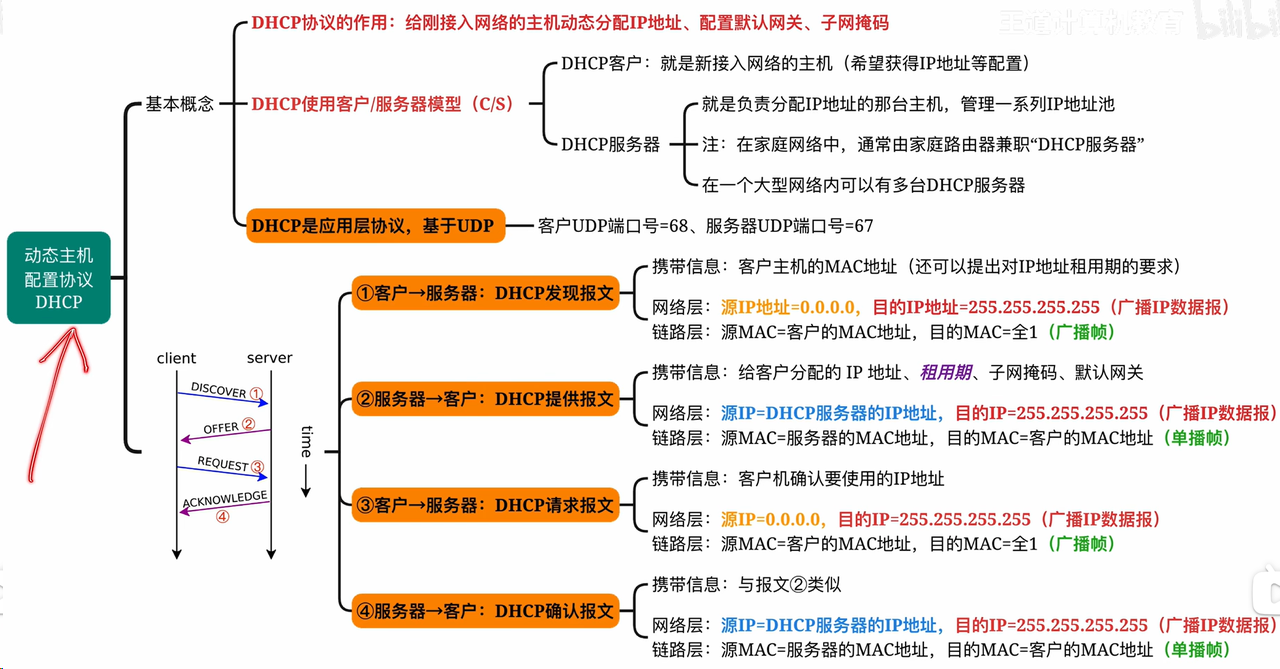 王道计算机教育
bilibili
DHCP协议的作用：给刚接入网络的主机动态分配IP地址、配置默认网关、子网掩码
DHCP客户：就是新接入网络的主机（希望获得IP地址等配置）
基本概念
DHCP使用客户/服务器模型（C/S）
就是负责分配IP地址的那台主机，管理一系列IP地址池
DHCP服务器
注：在家庭网络中，通常由家庭路由器兼职“DHCP服务器”
在一个大型网络内可以有多台DHCP服务器
DHCP是应用层协议，基于UDP
客户UDP端口号=68、服务器UDP端口号=67
动态主机
配置协议
DHCP
①客户→服务器：DHCP发现报文
携带信息：客户主机的MAC地址（还可以提出对IP地址租用期的要求）
网络层：源IP地址=0.0.0.0，目的IP地址=255.255.255.255（广播IP数据报）
链路层：源MAC=客户的MAC地址，目的MAC=全1（广播帧）
client
server
DISCOVER ①
OFFER ②
REQUEST ③
ACKNOWLEDGE
④
time
②服务器→客户：DHCP提供报文
携带信息：给客户分配的 IP 地址、租用期、子网掩码、默认网关
网络层：源IP=DHCP服务器的IP地址，目的IP=255.255.255.255（广播IP数据报）
链路层：源MAC=服务器的MAC地址，目的MAC=客户的MAC地址（单播帧）
③客户→服务器：DHCP请求报文
携带信息：客户机确认要使用的IP地址
网络层：源IP=0.0.0.0，目的IP=255.255.255.255（广播IP数据报）
链路层：源MAC=客户的MAC地址，目的MAC=全1（广播帧）
④服务器→客户：DHCP确认报文
携带信息：与报文②类似
网络层：源IP=DHCP服务器的IP地址，目的IP=255.255.255.255（广播IP数据报）
链路层：源MAC=服务器的MAC地址，目的MAC=客户的MAC地址（单播帧）